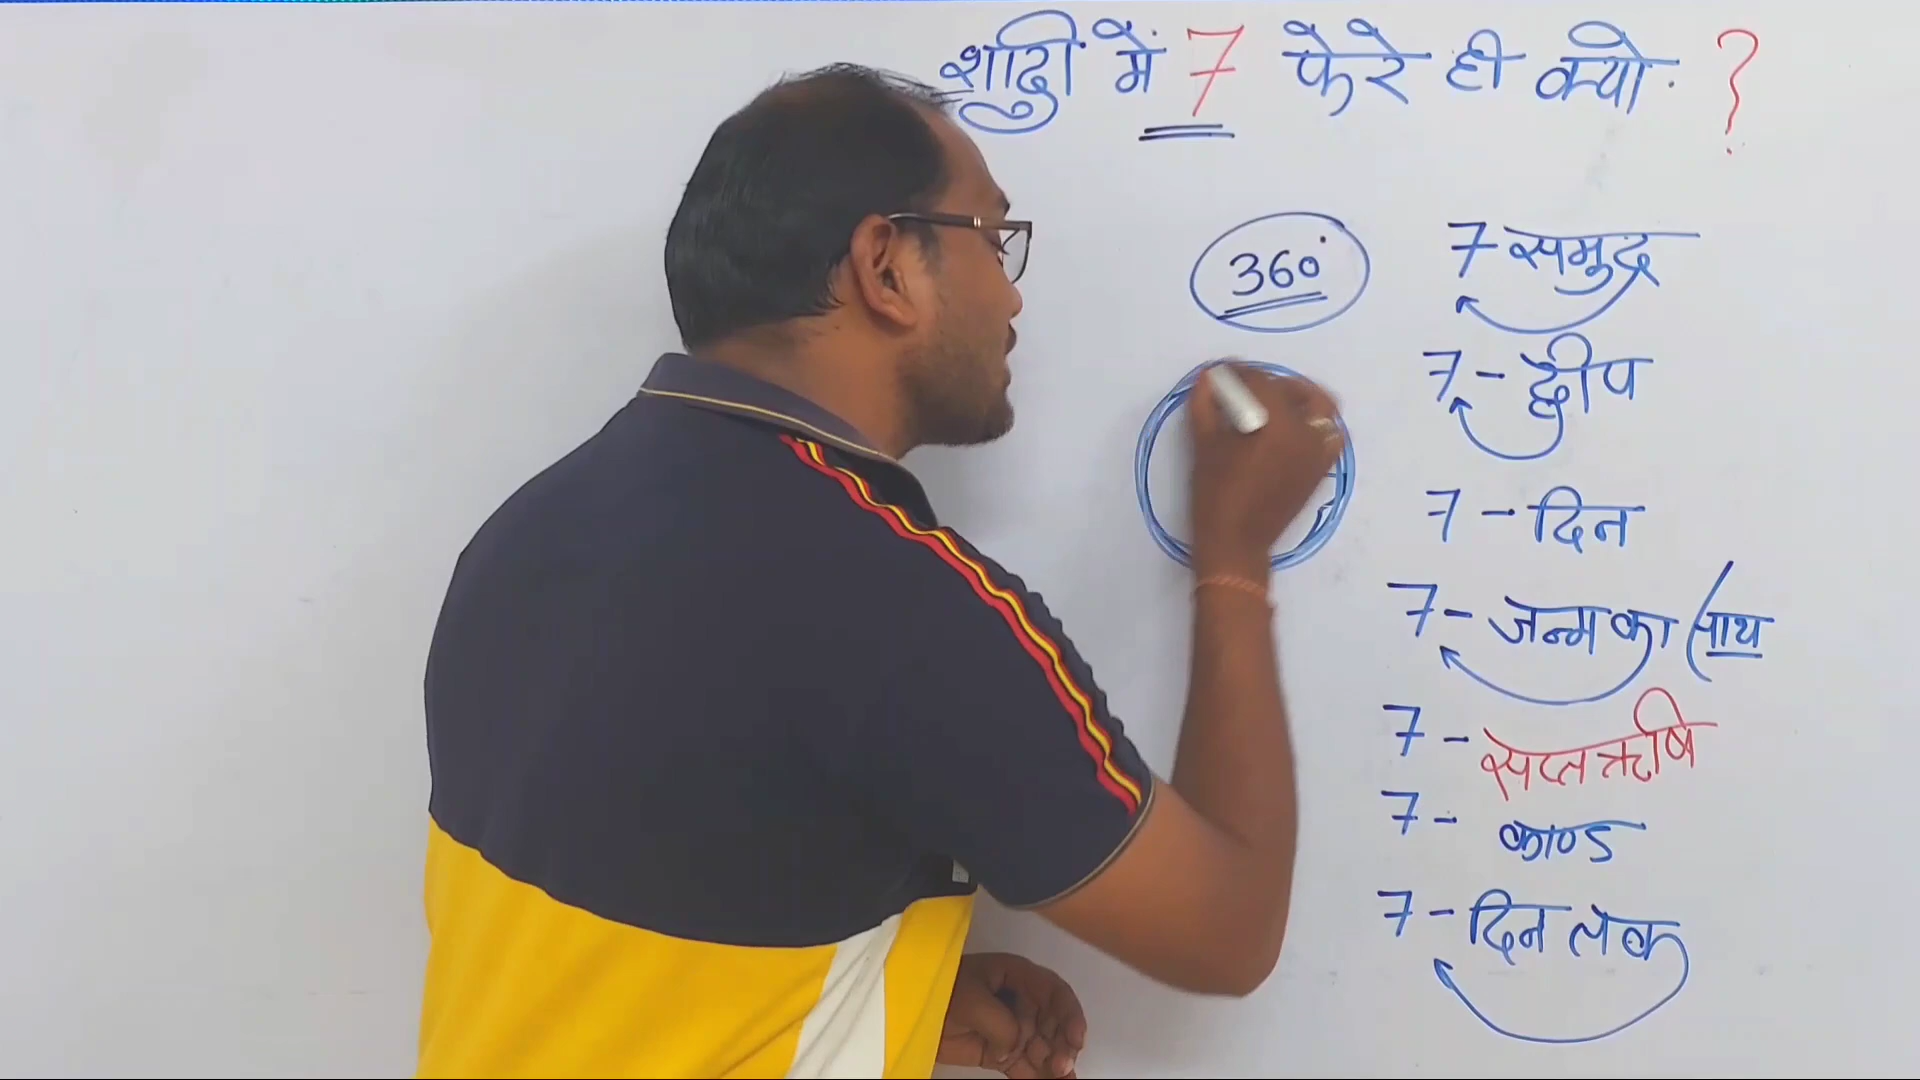 शादी में 7 फेरे ही क्यो ?
360°
7 समुद्र
7 - द्वीप
7 - दिन
7 - जन्म का साथ
7 - सप्तऋषि
7 - काण्ड
7 - दिन तक